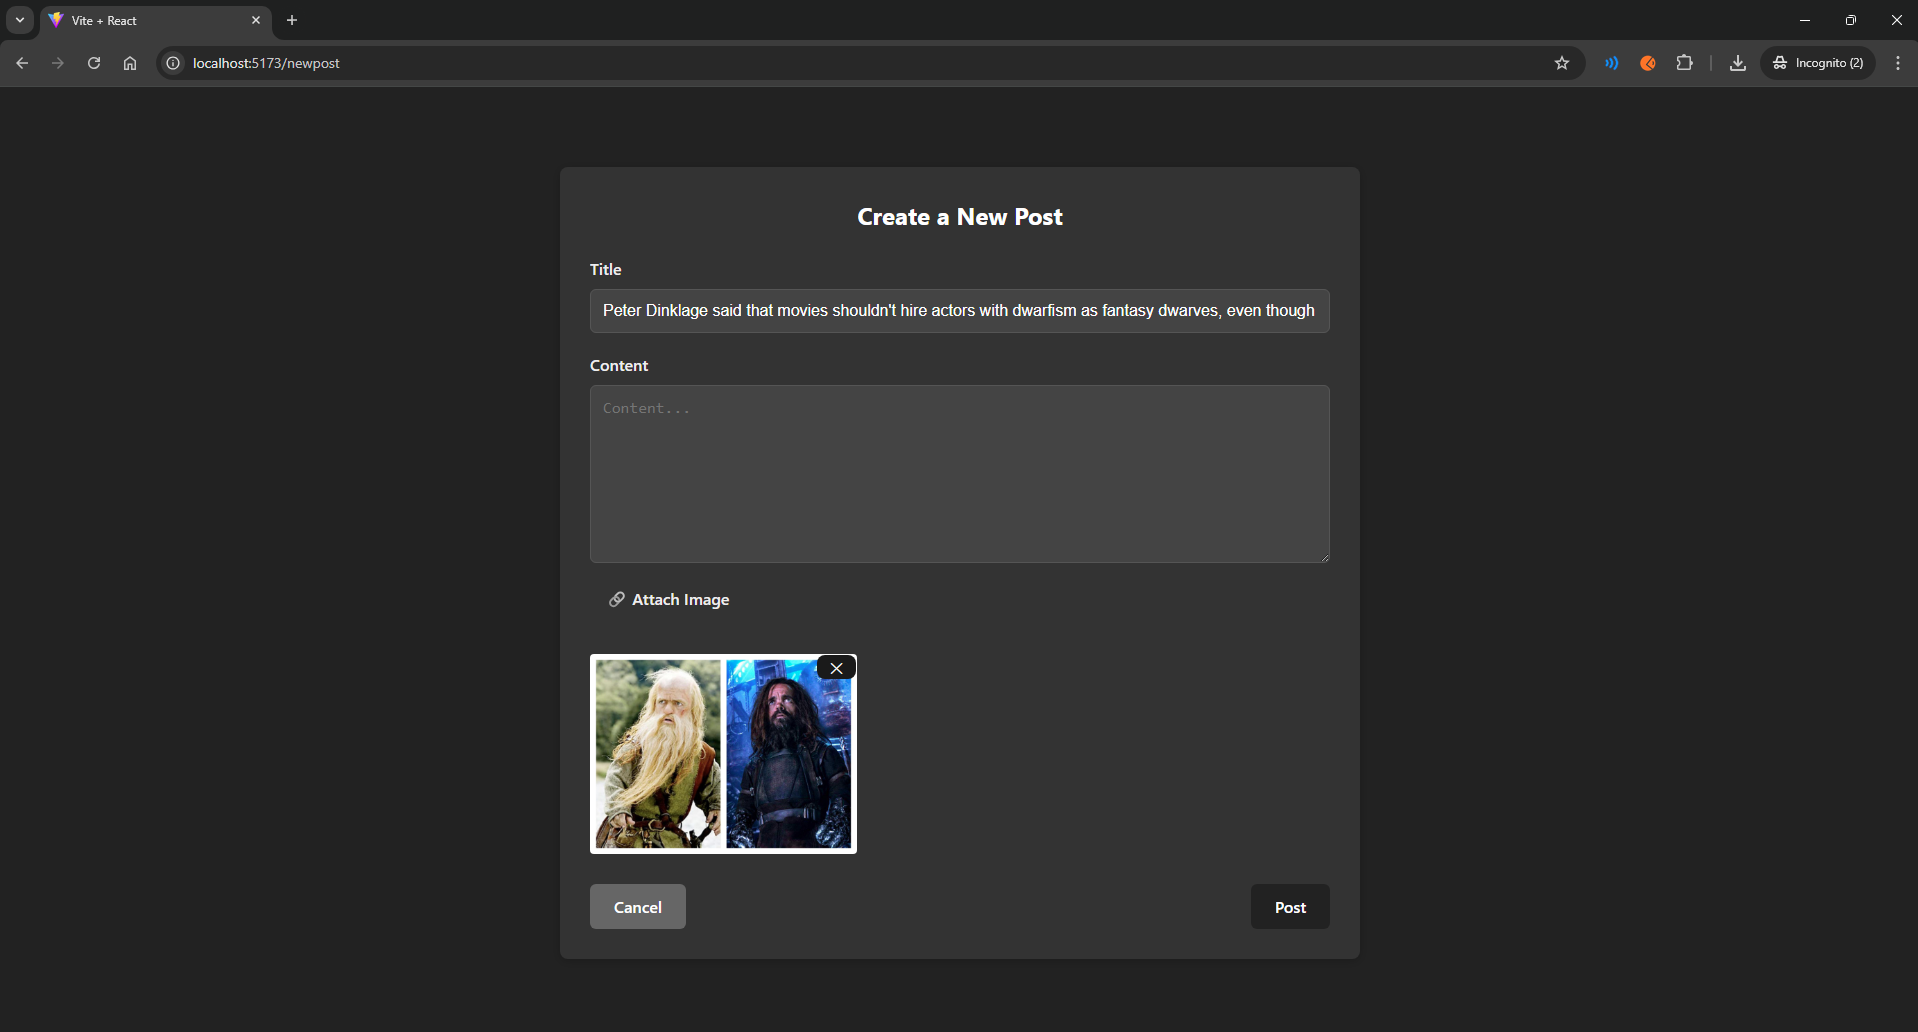 Vite + React
localhost:5173/newpost
Incognito (2)
Create a New Post
Title
Peter Dinklage said that movies shouldn't hire actors with dwarfism as fantasy dwarves, even though
Content
Content...
Attach Image
Cancel
Post